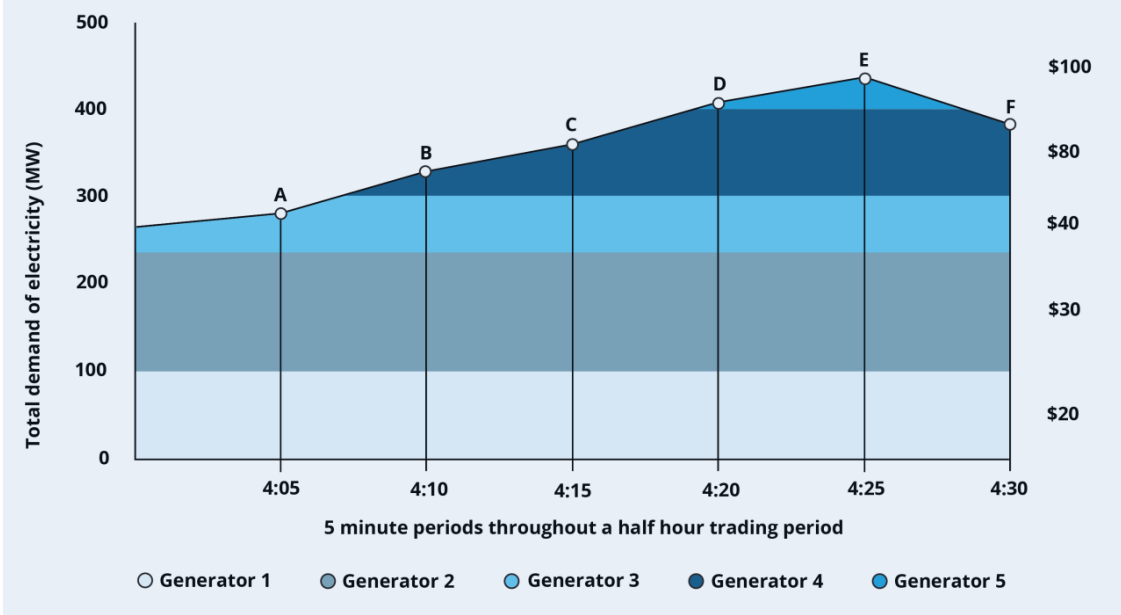 Total demand of electricity (MW)
500
400
300
200
100
0
A
B
C
D
E
F
$100
$80
$40
$30
$20
4:05
4:10
4:15
4:20
4:25
4:30
5 minute periods throughout a half hour trading period
Generator 1
Generator 2
Generator 3
Generator 4
Generator 5